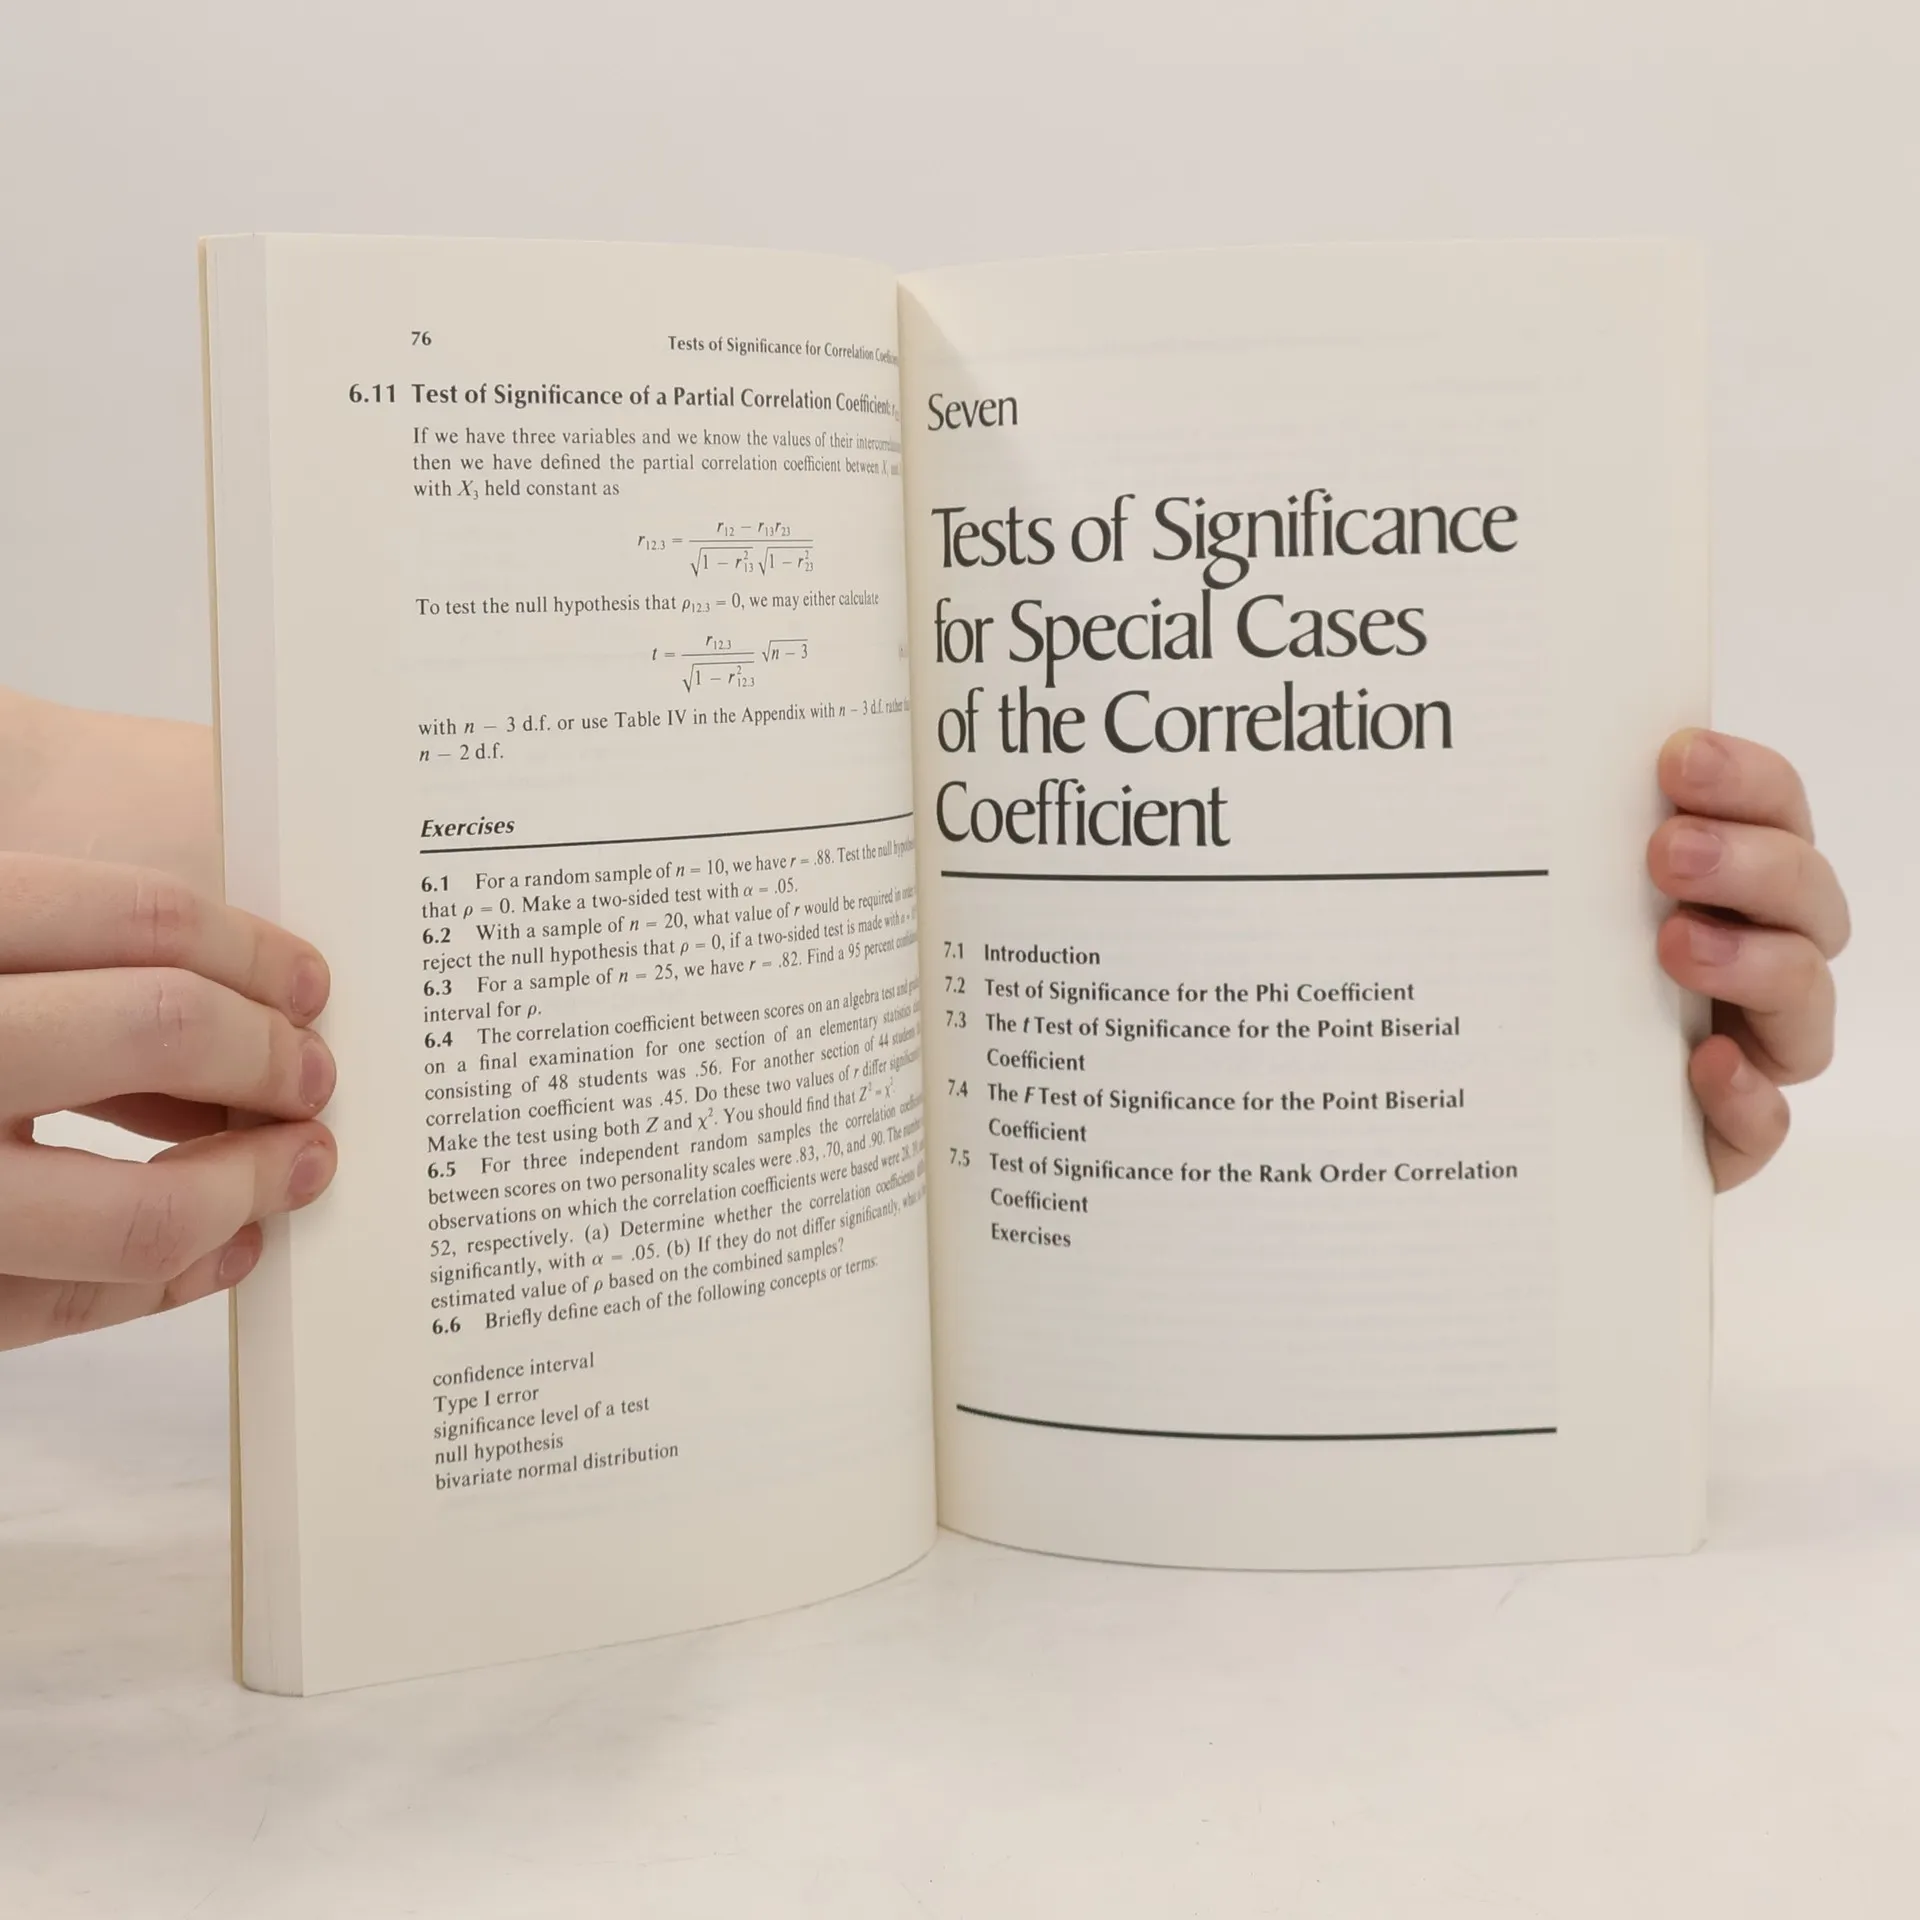 76
Tests of Significance for Correlation
6.11 Test of Significance of a Partial Correlation Coefficient:
If we have three variables and we know the values of their
then we have defined the partial correlation coefficient between X₁
with X₃ held constant as
r₁₂.₃ = (r₁₂ − r₁₃r₂₃) / (√(1 − r²₁₃) √(1 − r²₂₃))
To test the null hypothesis that ρ₁₂.₃ = 0, we may either calculate
t = r₁₂.₃ / √(1 − r²₁₂.₃) √(n − 3)
with n − 3 d.f. or use Table IV in the Appendix with n − 3 d.f. rather
n − 2 d.f.
Exercises
6.1 For a random sample of n = 10, we have r = .88. Test the null
that ρ = 0. Make a two-sided test with α = .05.
6.2 With a sample of n = 20, what value of r would be required in
reject the null hypothesis that ρ = 0, if a two-sided test is made with
6.3 For a sample of n = 25, we have r = .82. Find a 95 percent
interval for ρ.
6.4 The correlation coefficient between scores on an algebra test and
on a final examination for one section of an elementary statistics
consisting of 48 students was .56. For another section of 44 students
correlation coefficient was .45. Do these two values of r differ
Make the test using both Z and χ². You should find that Z² = χ².
6.5 For three independent random samples the correlation
between scores on two personality scales were .83, .70, and .90. The
observations on which the correlation coefficients were based were 28,
52, respectively. (a) Determine whether the correlation coefficients
significantly, with α = .05. (b) If they do not differ significantly, what
estimated value of ρ based on the combined samples?
6.6 Briefly define each of the following concepts or terms:
confidence interval
Type I error
significance level of a test
null hypothesis
bivariate normal distribution
Seven
Tests of Significance
for Special Cases
of the Correlation
Coefficient
7.1 Introduction
7.2 Test of Significance for the Phi Coefficient
7.3 The t Test of Significance for the Point Biserial
Coefficient
7.4 The F Test of Significance for the Point Biserial
Coefficient
7.5 Test of Significance for the Rank Order Correlation
Coefficient
Exercises